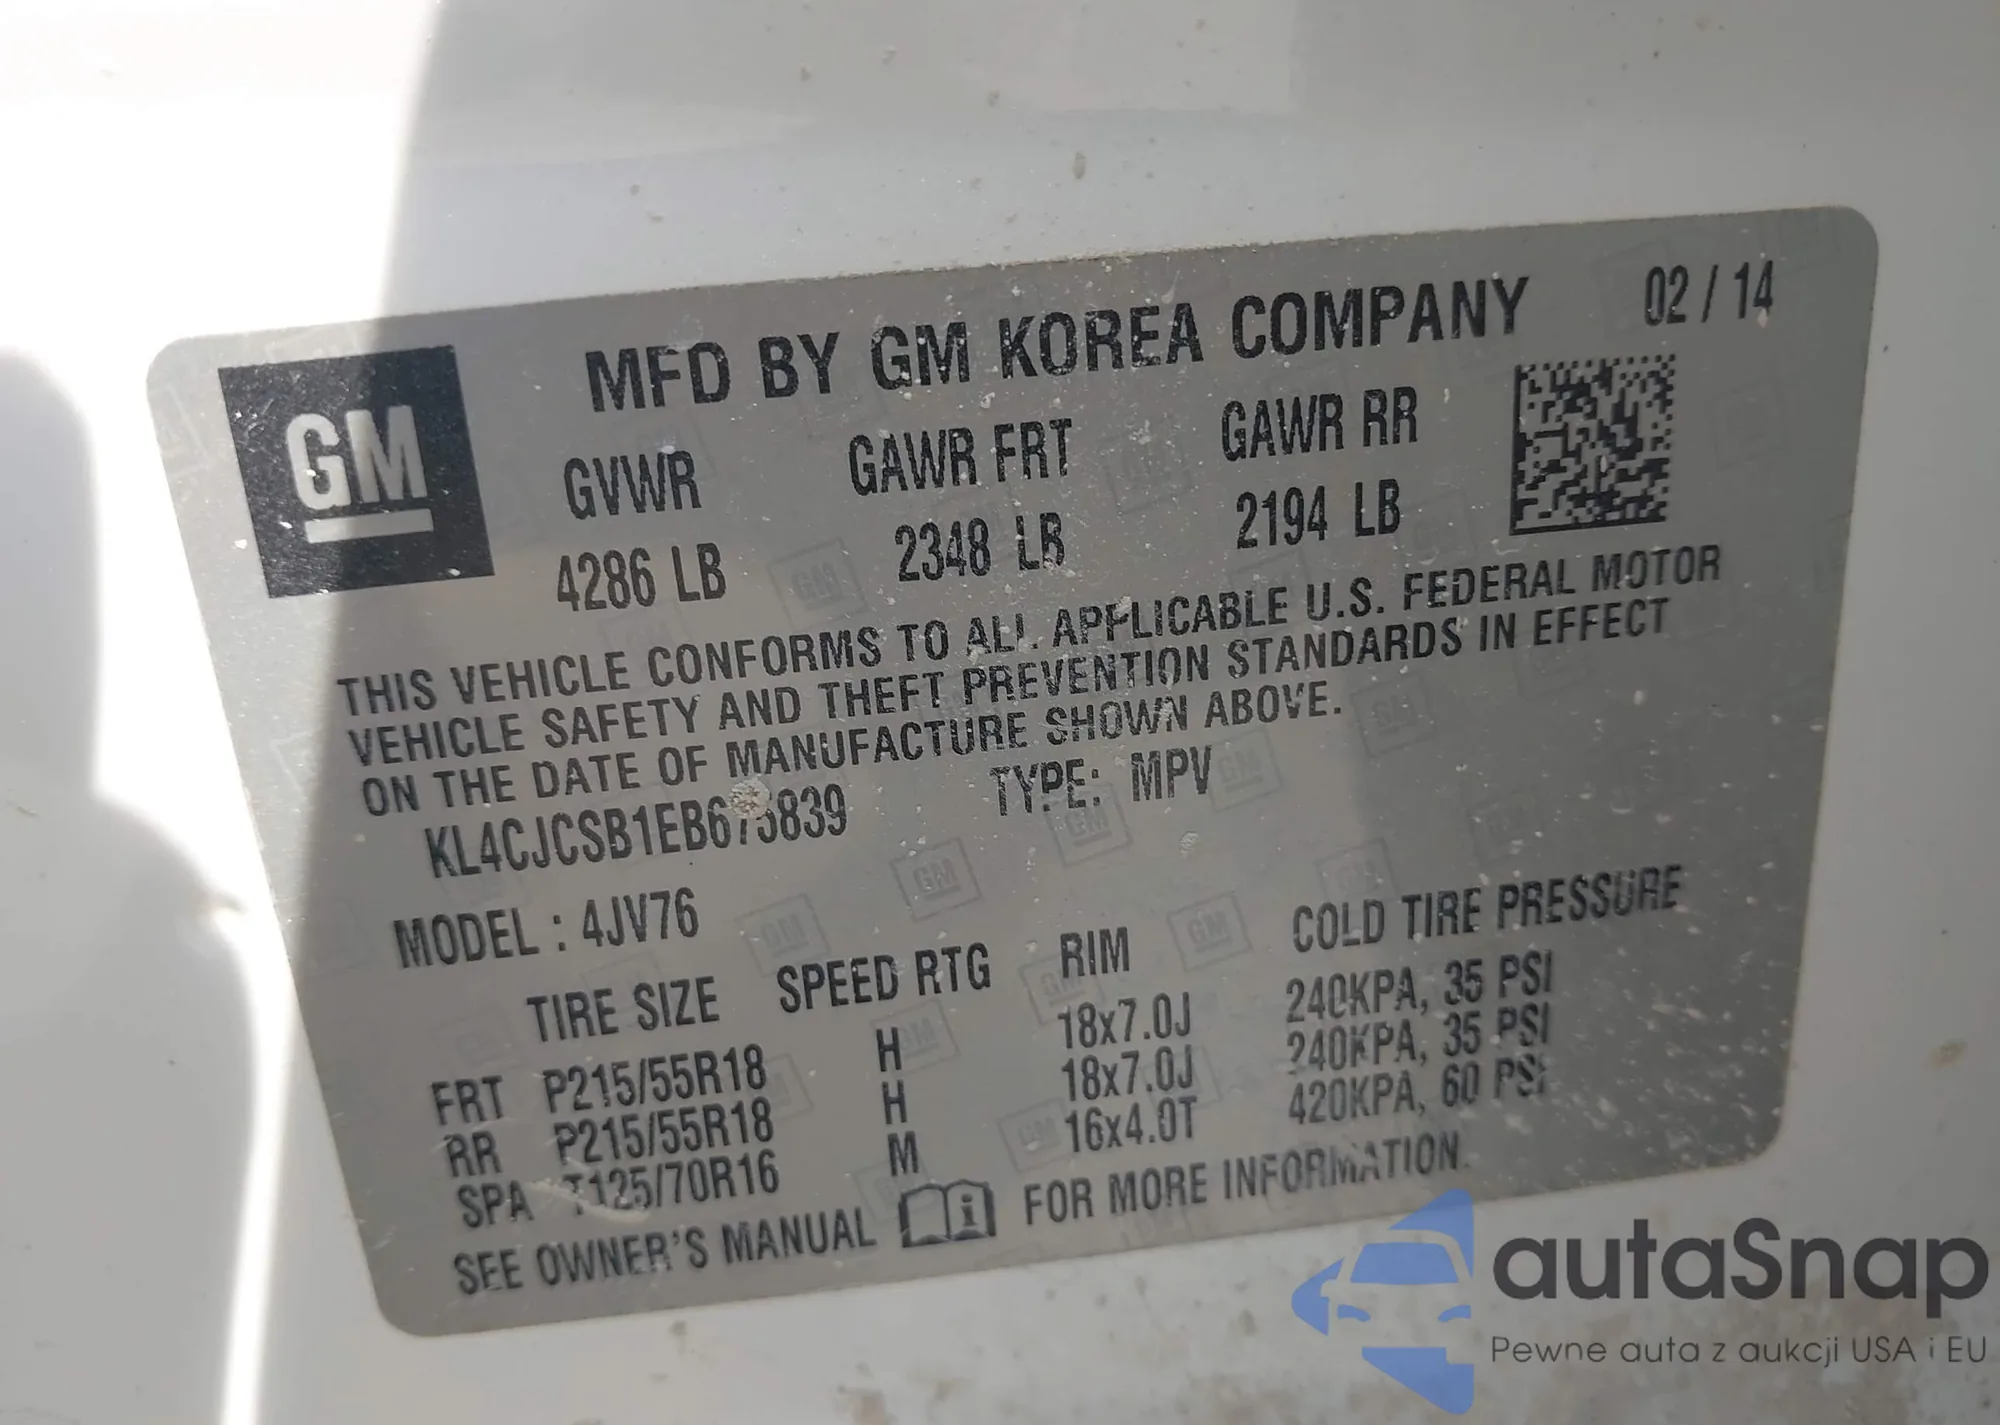 MFD BY GM KOREA COMPANY 02 / 14
GM
GVWR GAWR FRT GAWR RR
4286 LB 2348 LB 2194 LB
THIS VEHICLE CONFORMS TO ALL APPLICABLE U.S. FEDERAL MOTOR
VEHICLE SAFETY AND THEFT PREVENTION STANDARDS IN EFFECT
ON THE DATE OF MANUFACTURE SHOWN ABOVE.
TYPE: MPV
MODEL : 4JV76
TIRE SIZE SPEED RTG RIM COLD TIRE PRESSURE
FRT P215/55R18 H 18x7.0J 240KPA, 35 PSI
RR P215/55R18 H 18x7.0J 240KPA, 35 PSI
SPA T125/70R16 M 16x4.0T 420KPA, 60 PSI
SEE OWNER'S MANUAL FOR MORE INFORMATION.
autaSnap
Pewne auta z aukcji USA i EU